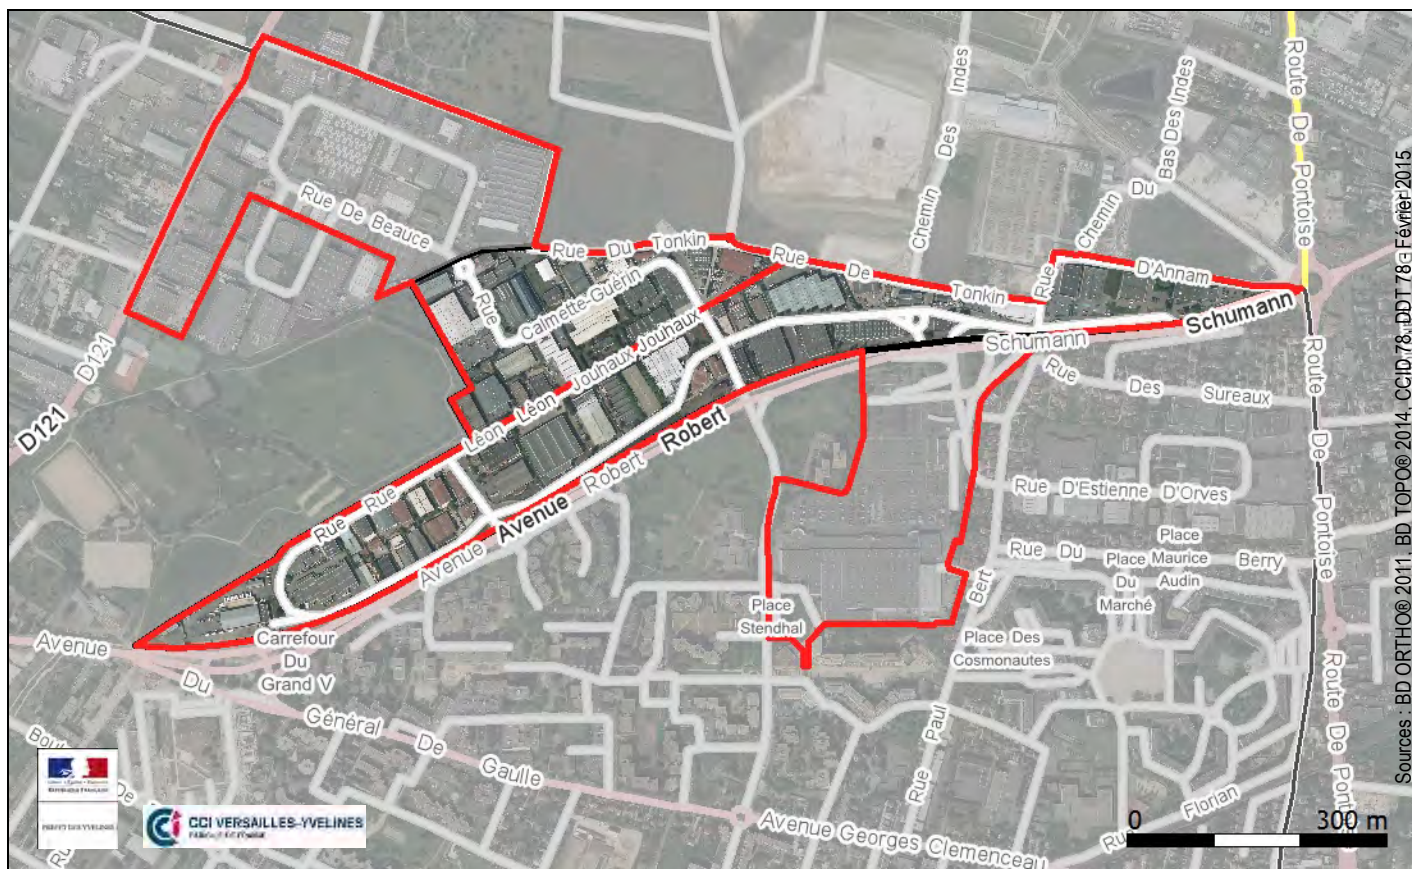 Route De Pontoise
Chemin Des Indes
Chemin Du Bas Des Indes
Rue De Beauce
Rue Du Tonkin
Rue De Tonkin
Rue D'Annam
Rue Calmette-Guérin
D121
D121
Schumann
Schumann
Rue Rue Léon Léon Jouhaux Jouhaux
Rue Des Sureaux
Route De Pontoise
Avenue Robert Robert
Avenue
Rue D'Estienne D'Orves
Rue Du Berry
Place Maurice Audin
Place Du Marché
Place Stendhal
Place Des Cosmonautes
Rue Paul Bert
Carrefour Du Grand V
Avenue Du Général De Gaulle
Avenue Georges Clemenceau
Rue Florian
Route De
RÉPUBLIQUE FRANÇAISE
PREFET DES YVELINES
CCI VERSAILLES-YVELINES
0 300 m
Sources : BD ORTHO® 2011, BD TOPO® 2014, CCID 78, DDT 78 - Février 2015